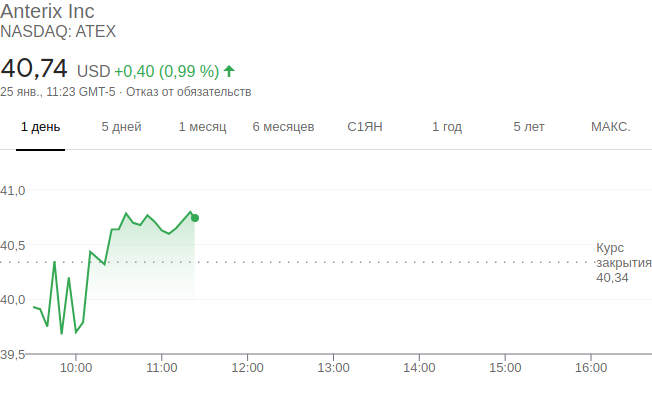 Anterix Inc
NASDAQ: ATEX
40,74 USD +0,40 (0,99 %)
25 янв., 11:23 GMT-5 · Отказ от обязательств
1 день 5 дней 1 месяц 6 месяцев С1ЯН 1 год 5 лет МАКС.
41,0
40,5
Курс
закрытия
40,34
40,0
39,5
10:00 11:00 12:00 13:00 14:00 15:00 16:00